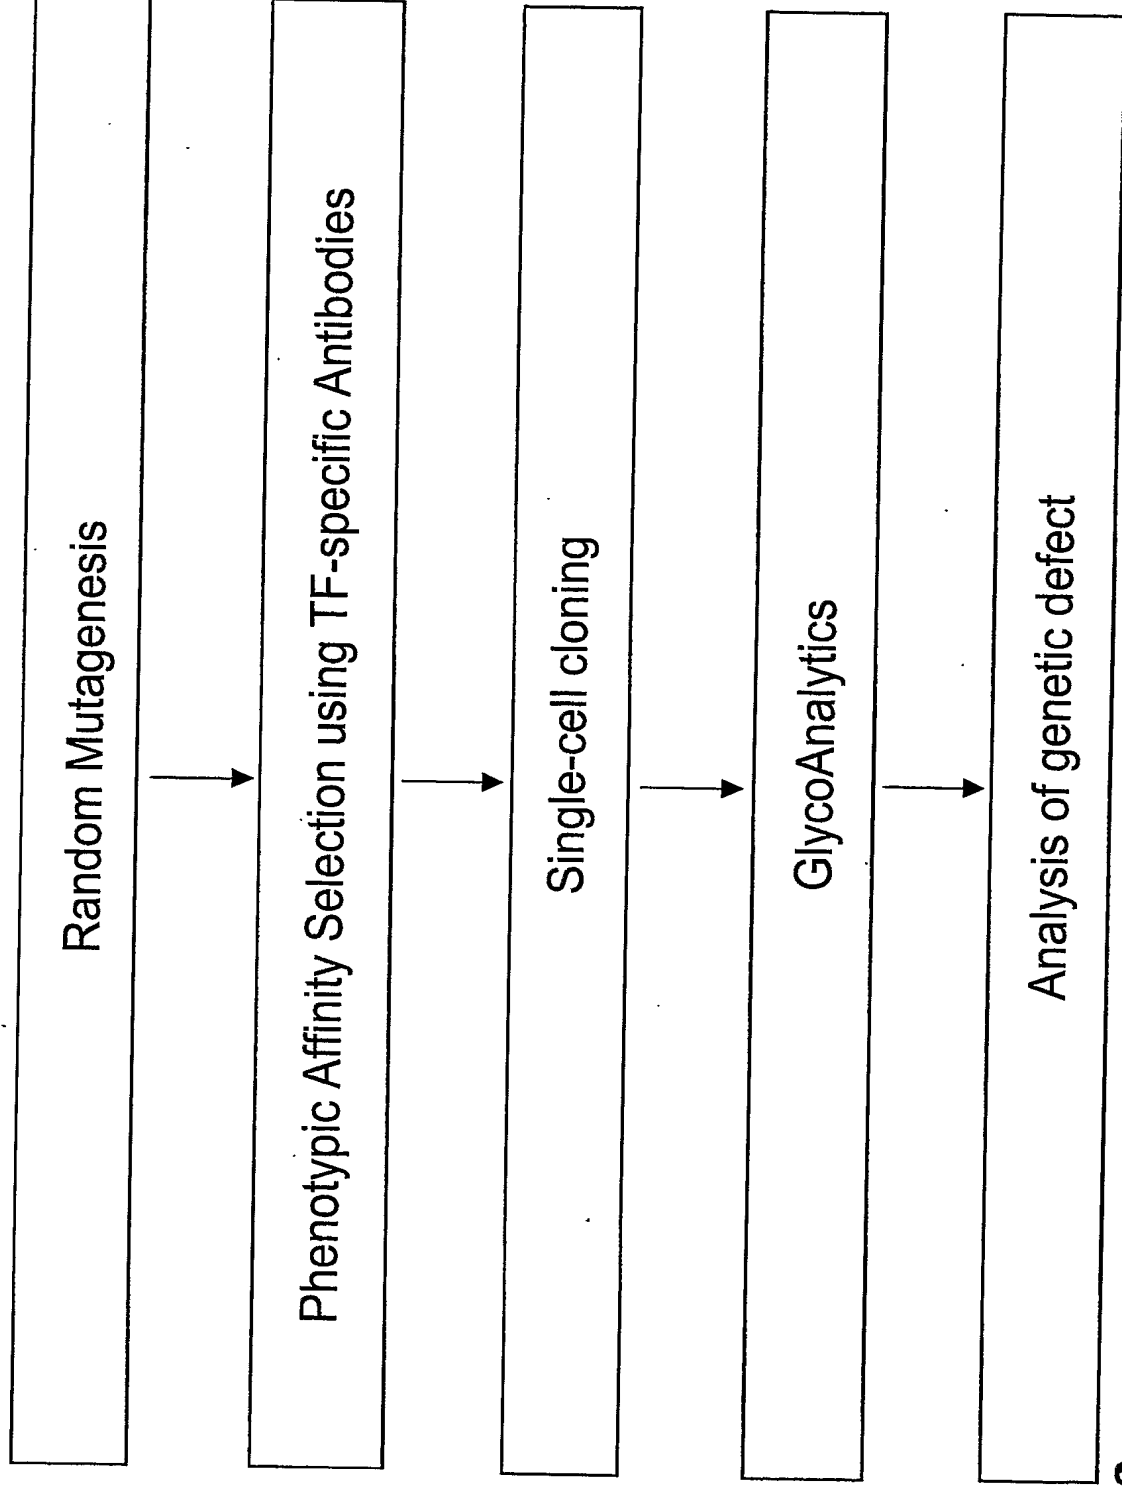 Random Mutagenesis
Phenotypic Affinity Selection using TF-specific Antibodies
Single-cell cloning
GlycoAnalytics
Analysis of genetic defect